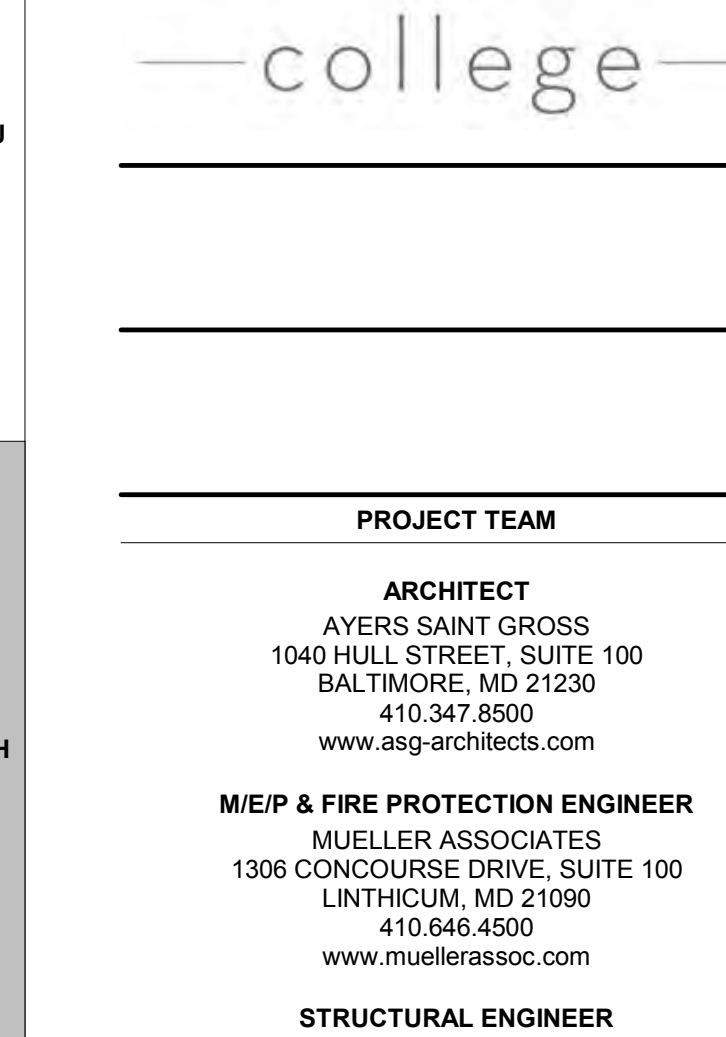 college
U
PROJECT TEAM
ARCHITECT
AYERS SAINT GROSS
1040 HULL STREET, SUITE 100
BALTIMORE, MD 21230
410.347.8500
www.asg-architects.com
M/E/P & FIRE PROTECTION ENGINEER
MUELLER ASSOCIATES
1306 CONCOURSE DRIVE, SUITE 100
LINTHICUM, MD 21090
410.646.4500
www.muellerassoc.com
STRUCTURAL ENGINEER
H